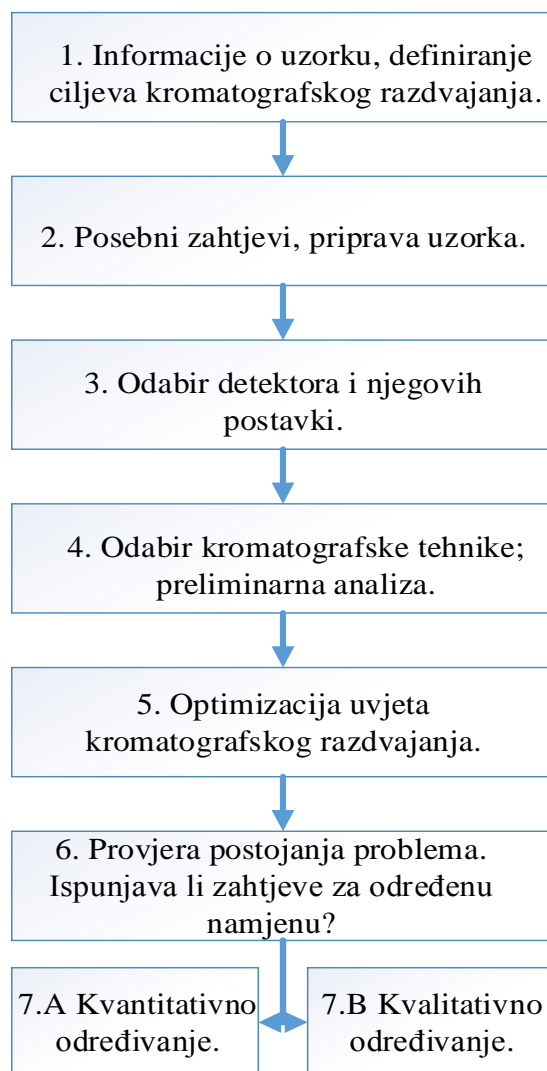 1. Informacije o uzorku, definiranje
ciljeva kromatografskog razdvajanja.
2. Posebni zahtjevi, priprava uzorka.
3. Odabir detektora i njegovih
postavki.
4. Odabir kromatografske tehnike;
preliminarna analiza.
5. Optimizacija uvjeta
kromatografskog razdvajanja.
6. Provjera postojanja problema.
Ispunjava li zahtjeve za određenu
namjenu?
7.A Kvantitativno
određivanje.
7.B Kvalitativno
određivanje.